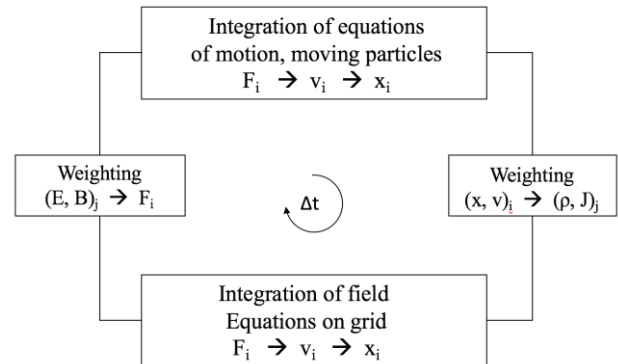 Integration of equations
of motion, moving particles
Fᵢ → vᵢ → xᵢ
Weighting
(E, B)ⱼ → Fᵢ
Δt
Weighting
(x, v)ᵢ → (ρ, J)ⱼ
Integration of field
Equations on grid
Fᵢ → vᵢ → xᵢ